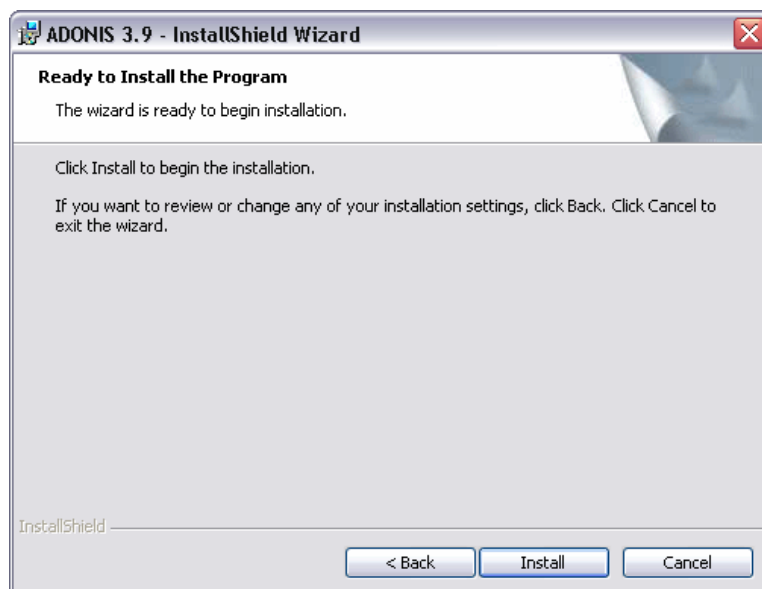 ADONIS 3.9 - InstallShield Wizard
Ready to Install the Program
The wizard is ready to begin installation.
Click Install to begin the installation.
If you want to review or change any of your installation settings, click Back. Click Cancel to
exit the wizard.
InstallShield
< Back Install Cancel